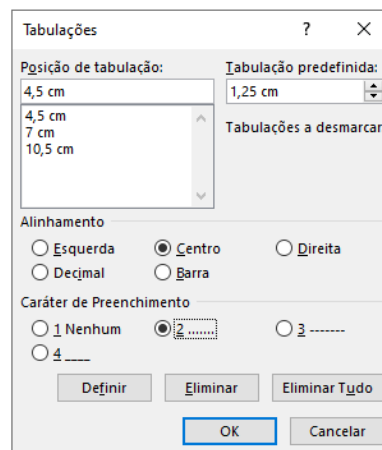 Tabulações ?
Posição de tabulação: Tabulação predefinida:
4,5 cm 1,25 cm
4,5 cm
7 cm
10,5 cm
Tabulações a desmarcar
Alinhamento
Esquerda Centro Direita
Decimal Barra
Caráter de Preenchimento
1 Nenhum 2 ....... 3 -------
4 ____
Definir Eliminar Eliminar Tudo
OK Cancelar